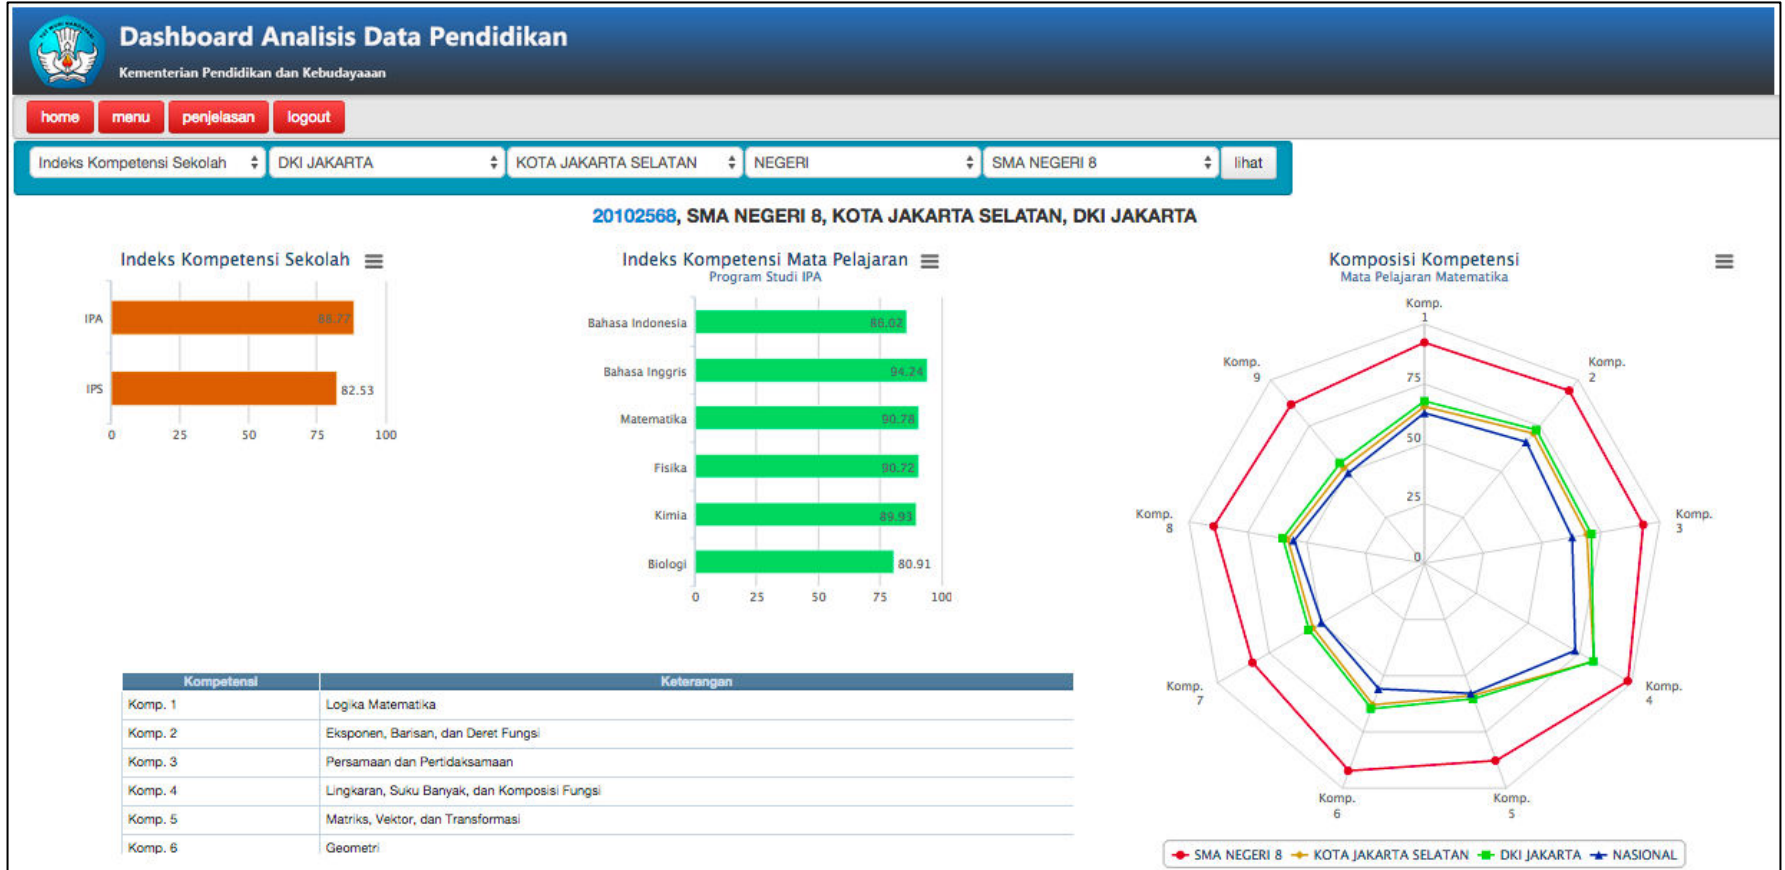 Dashboard Analisis Data Pendidikan
Kementerian Pendidikan dan Kebudayaaan
home menu penjelasan logout
Indeks Kompetensi Sekolah DKI JAKARTA KOTA JAKARTA SELATAN NEGERI SMA NEGERI 8 lihat
20102568, SMA NEGERI 8, KOTA JAKARTA SELATAN, DKI JAKARTA
Indeks Kompetensi Sekolah
IPA
IPS 82.53
0 25 50 75 100
Indeks Kompetensi Mata Pelajaran
Program Studi IPA
Bahasa Indonesia 86.02
Bahasa Inggris 94.24
Matematika 90.78
Fisika 90.72
Kimia 89.93
Biologi 80.91
0 25 50 75 100
Komposisi Kompetensi
Mata Pelajaran Matematika
Komp. 1
Komp. 2
Komp. 3
Komp. 4
Komp. 5
Komp. 6
Komp. 7
Komp. 8
Komp. 9
75
50
25
0
SMA NEGERI 8 KOTA JAKARTA SELATAN DKI JAKARTA NASIONAL
Kompetensi Keterangan
Komp. 1 Logika Matematika
Komp. 2 Eksponen, Barisan, dan Deret Fungsi
Komp. 3 Persamaan dan Pertidaksamaan
Komp. 4 Lingkaran, Suku Banyak, dan Komposisi Fungsi
Komp. 5 Matriks, Vektor, dan Transformasi
Komp. 6 Geometri